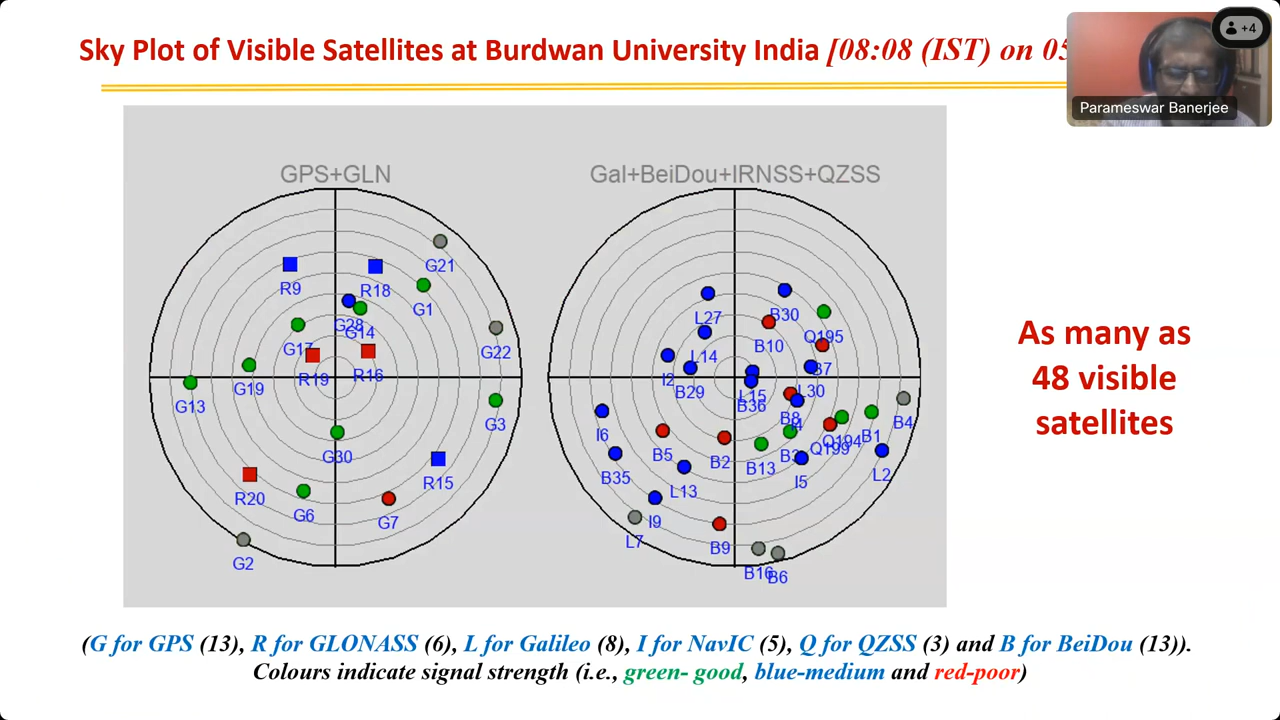 Sky Plot of Visible Satellites at Burdwan University India [08:08 (IST) on 05
+4
Parameswar Banerjee
GPS+GLN
G21
R9
R18
G1
G28
G14
G17
G22
R19
R16
G19
G13
G3
G30
R20
R15
G6
G7
G2
Gal+BeiDou+IRNSS+QZSS
L27
B30
Q195
B10
L14
B7
I2
B29
L30
L15
B36
B8
I4
B4
I6
B1
Q194
B5
B2
B3
Q199
B13
B35
I5
L2
L13
I9
L7
B9
B16
B6
As many as
48 visible
satellites
(G for GPS (13), R for GLONASS (6), L for Galileo (8), I for NavIC (5), Q for QZSS (3) and B for BeiDou (13)).
Colours indicate signal strength (i.e., green- good, blue-medium and red-poor)